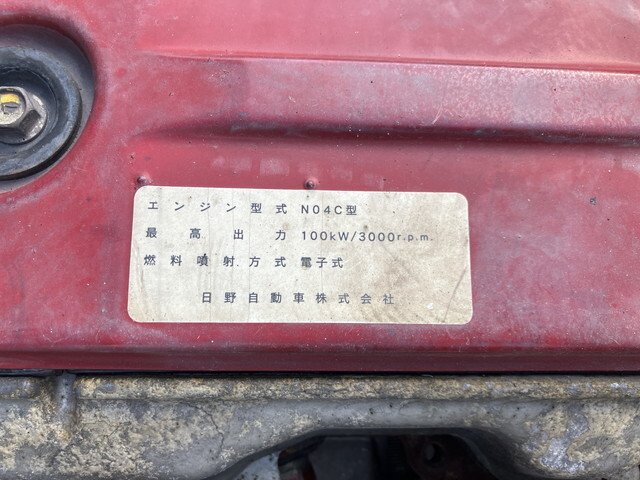 エンジン型式 N04C型
最高出力 100kW/3000r.p.m.
燃料噴射方式 電子式
日野自動車株式会社